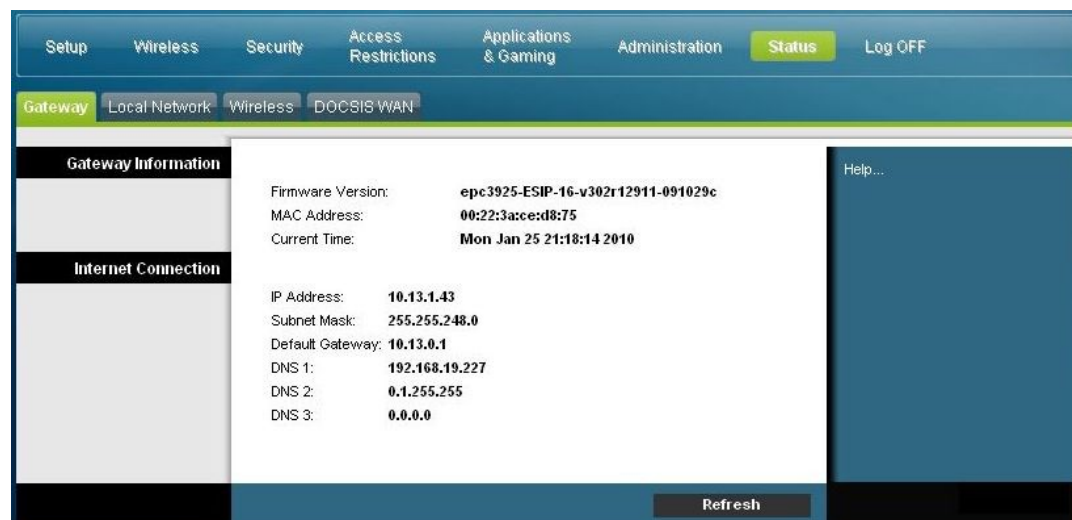 Setup Wireless Security Access Restrictions Applications & Gaming Administration Status Log OFF
Gateway Local Network Wireless DOCSIS WAN
Gateway Information
Help...
Firmware Version: epc3925-ESIP-16-v302r12911-091029c
MAC Address: 00:22:3a:ce:d8:75
Current Time: Mon Jan 25 21:18:14 2010
Internet Connection
IP Address: 10.13.1.43
Subnet Mask: 255.255.248.0
Default Gateway: 10.13.0.1
DNS 1: 192.168.19.227
DNS 2: 0.1.255.255
DNS 3: 0.0.0.0
Refresh